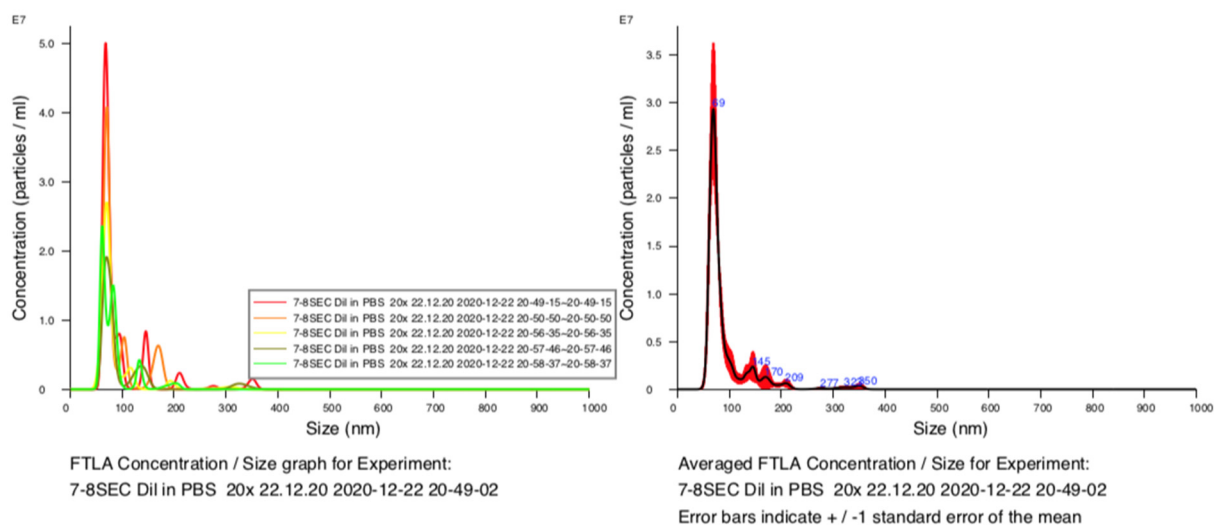 E7
5.0
4.0
3.0
2.0
1.0
0
Concentration (particles / ml)
7-8SEC Dil in PBS 20x 22.12.20 2020-12-22 20-49-15--20-49-15
7-8SEC Dil in PBS 20x 22.12.20 2020-12-22 20-50-50--20-50-50
7-8SEC Dil in PBS 20x 22.12.20 2020-12-22 20-56-35--20-56-35
7-8SEC Dil in PBS 20x 22.12.20 2020-12-22 20-57-46--20-57-46
7-8SEC Dil in PBS 20x 22.12.20 2020-12-22 20-58-37--20-58-37
0 100 200 300 400 500 600 700 800 900 1000
Size (nm)
FTLA Concentration / Size graph for Experiment:
7-8SEC Dil in PBS 20x 22.12.20 2020-12-22 20-49-02
E7
3.5
3.0
2.5
2.0
1.5
1.0
0.5
0
Concentration (particles / ml)
69
209
277
350
0 100 200 300 400 500 600 700 800 900 1000
Size (nm)
Averaged FTLA Concentration / Size for Experiment:
7-8SEC Dil in PBS 20x 22.12.20 2020-12-22 20-49-02
Error bars indicate + / -1 standard error of the mean